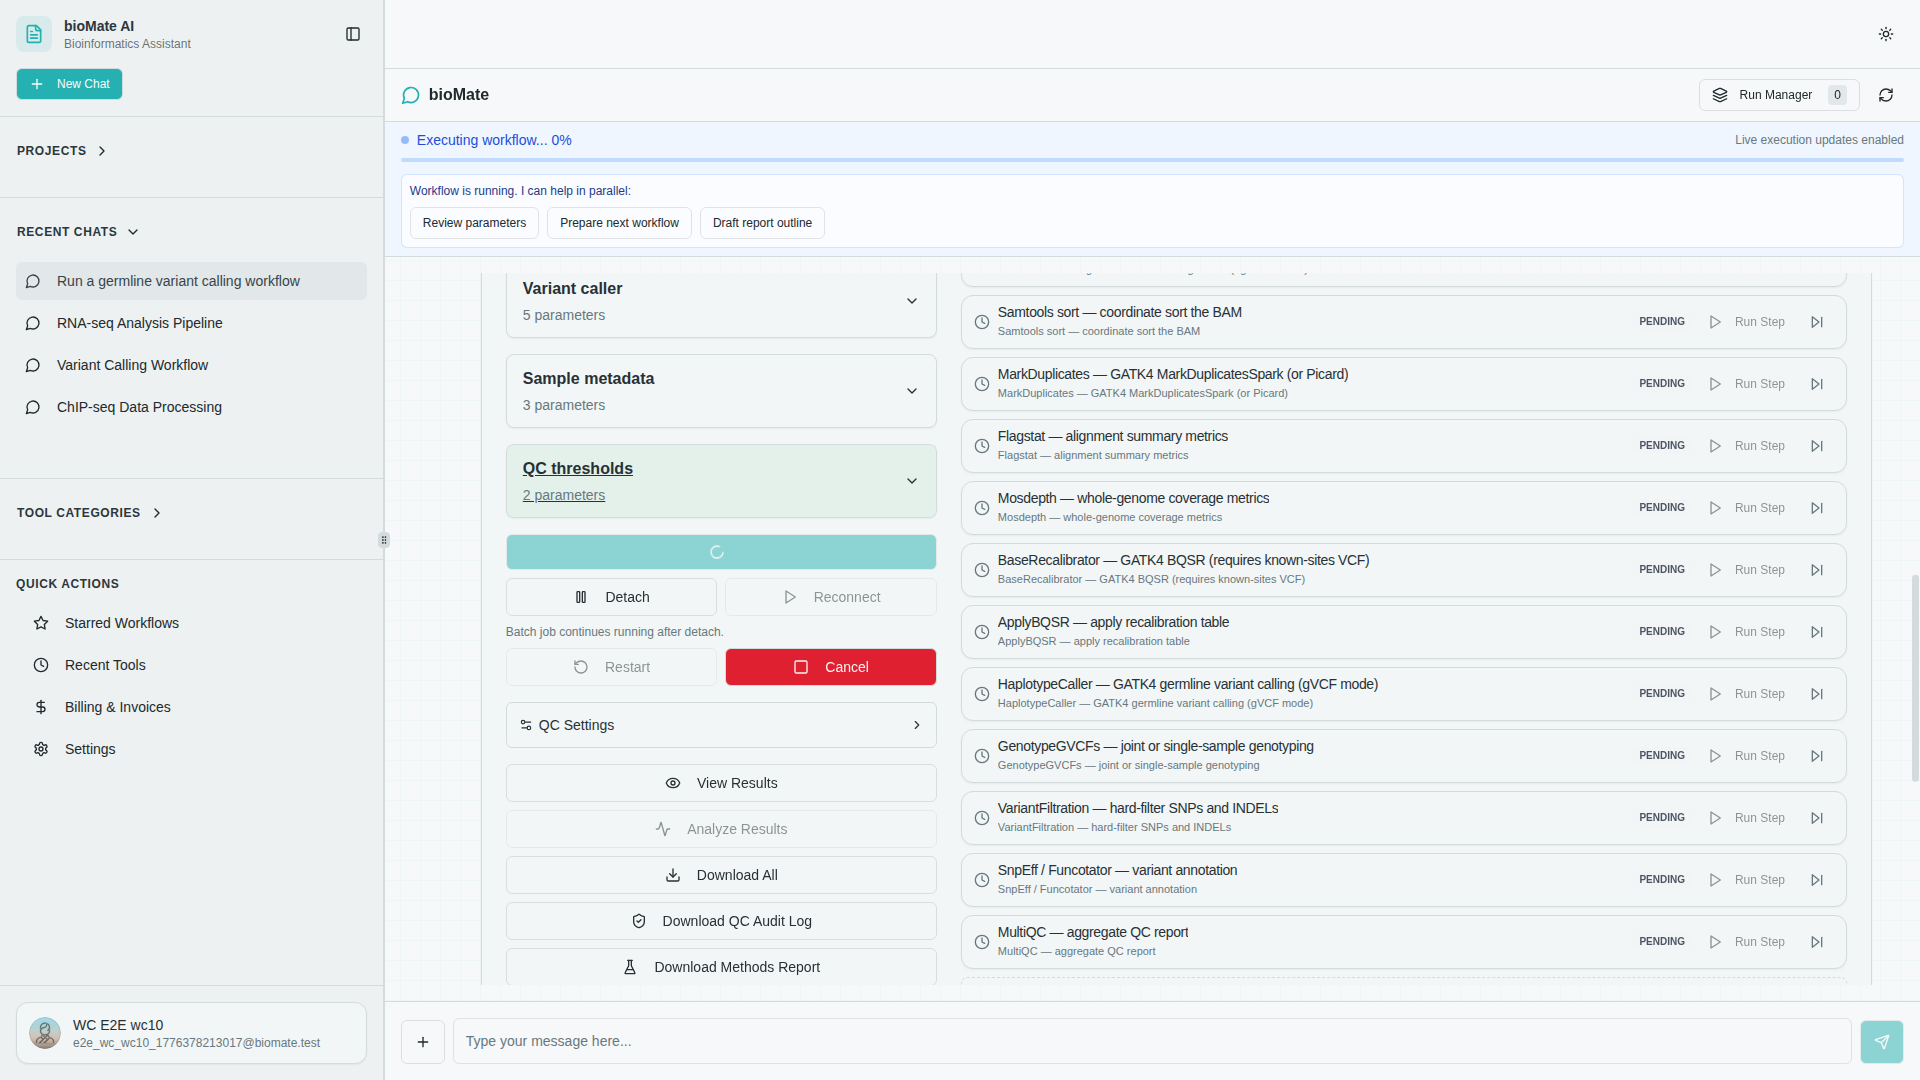 bioMate AI
Bioinformatics Assistant
New Chat
PROJECTS
RECENT CHATS
Run a germline variant calling workflow
RNA-seq Analysis Pipeline
Variant Calling Workflow
ChIP-seq Data Processing
TOOL CATEGORIES
QUICK ACTIONS
Starred Workflows
Recent Tools
Billing & Invoices
Settings
WC E2E wc10
e2e_wc_wc10_1776378213017@biomate.test
bioMate
Run Manager 0
Executing workflow... 0%
Live execution updates enabled
Workflow is running. I can help in parallel:
Review parameters
Prepare next workflow
Draft report outline
Variant caller
5 parameters
Sample metadata
3 parameters
QC thresholds
2 parameters
Detach
Reconnect
Batch job continues running after detach.
Restart
Cancel
QC Settings
View Results
Analyze Results
Download All
Download QC Audit Log
Download Methods Report
Samtools sort — coordinate sort the BAM
Samtools sort — coordinate sort the BAM
PENDING Run Step
MarkDuplicates — GATK4 MarkDuplicatesSpark (or Picard)
MarkDuplicates — GATK4 MarkDuplicatesSpark (or Picard)
PENDING Run Step
Flagstat — alignment summary metrics
Flagstat — alignment summary metrics
PENDING Run Step
Mosdepth — whole-genome coverage metrics
Mosdepth — whole-genome coverage metrics
PENDING Run Step
BaseRecalibrator — GATK4 BQSR (requires known-sites VCF)
BaseRecalibrator — GATK4 BQSR (requires known-sites VCF)
PENDING Run Step
ApplyBQSR — apply recalibration table
ApplyBQSR — apply recalibration table
PENDING Run Step
HaplotypeCaller — GATK4 germline variant calling (gVCF mode)
HaplotypeCaller — GATK4 germline variant calling (gVCF mode)
PENDING Run Step
GenotypeGVCFs — joint or single-sample genotyping
GenotypeGVCFs — joint or single-sample genotyping
PENDING Run Step
VariantFiltration — hard-filter SNPs and INDELs
VariantFiltration — hard-filter SNPs and INDELs
PENDING Run Step
SnpEff / Funcotator — variant annotation
SnpEff / Funcotator — variant annotation
PENDING Run Step
MultiQC — aggregate QC report
MultiQC — aggregate QC report
PENDING Run Step
Type your message here...